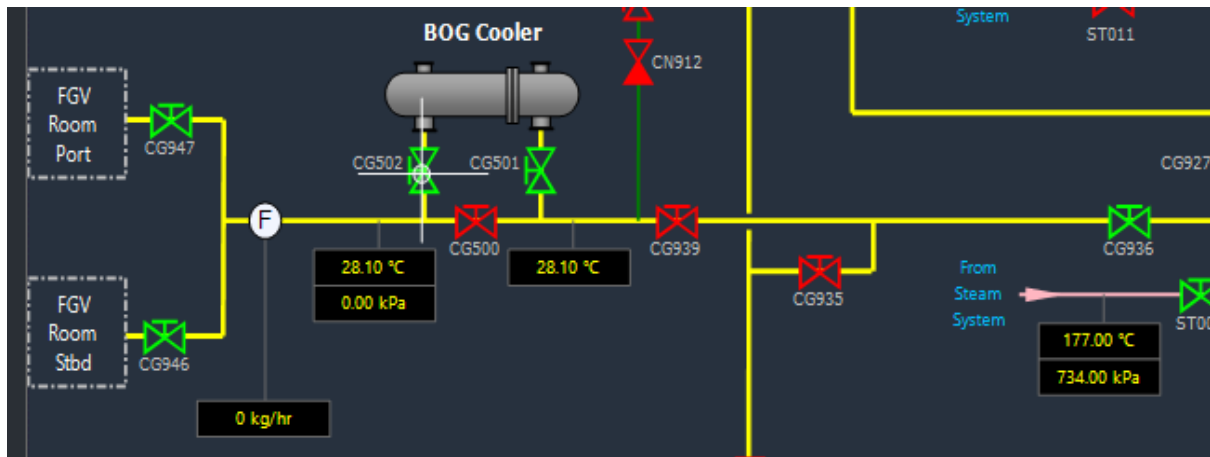 System
ST011
BOG Cooler
CN912
FGV
Room
Port
CG947
CG502
CG501
CG927
F
CG500
CG939
CG936
28.10 °C
0.00 kPa
28.10 °C
CG935
From
Steam
System
FGV
Room
Stbd
CG946
ST00
177.00 °C
734.00 kPa
0 kg/hr